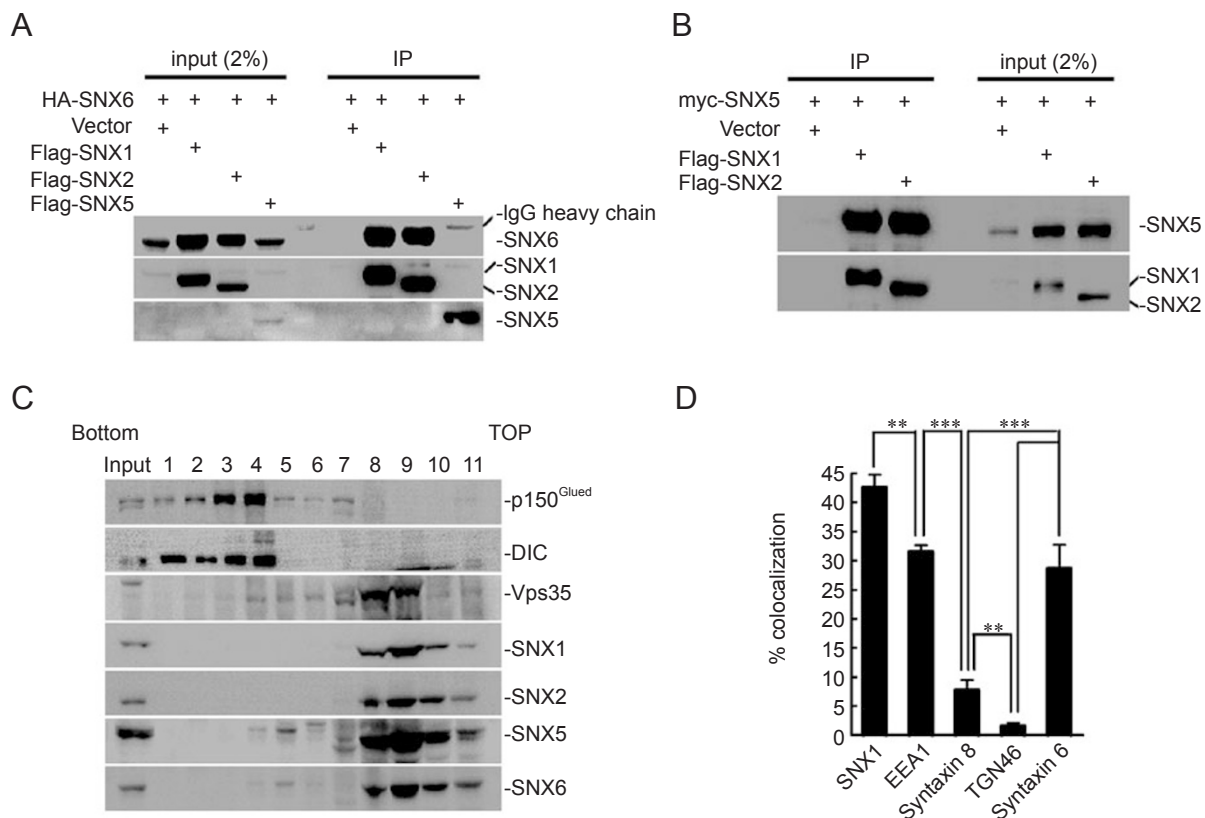 A
input (2%) IP
HA-SNX6 + + + + + + + +
Vector + +
Flag-SNX1 + +
Flag-SNX2 + +
Flag-SNX5 + +
-IgG heavy chain
-SNX6
-SNX1
-SNX2
-SNX5
B
IP input (2%)
myc-SNX5 + + + + + +
Vector + +
Flag-SNX1 + +
Flag-SNX2 + +
-SNX5
-SNX1
-SNX2
C
Bottom TOP
Input 1 2 3 4 5 6 7 8 9 10 11
-p150Glued
-DIC
-Vps35
-SNX1
-SNX2
-SNX5
-SNX6
D
** *** ***
**
% colocalization
45
40
35
30
25
20
15
10
5
0
SNX1 EEA1 Syntaxin 8 TGN46 Syntaxin 6